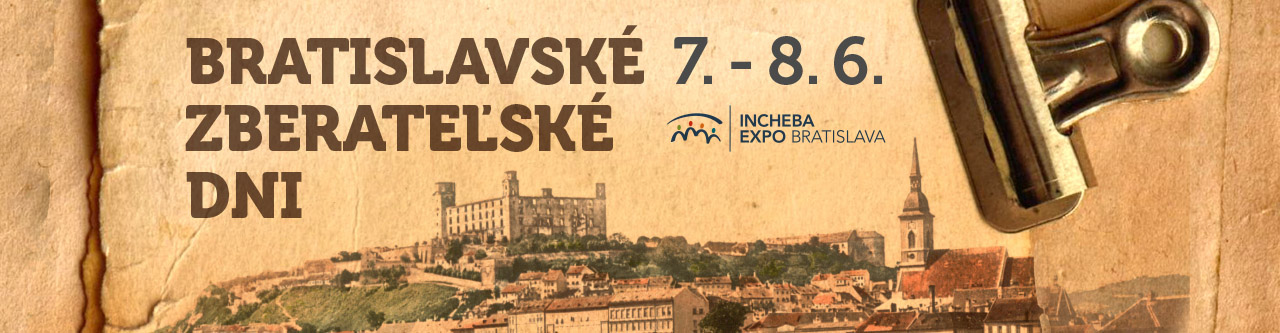 BRATISLAVSKÉ
ZBERATEĽSKÉ
DNI
7. - 8. 6.
INCHEBA
EXPO BRATISLAVA